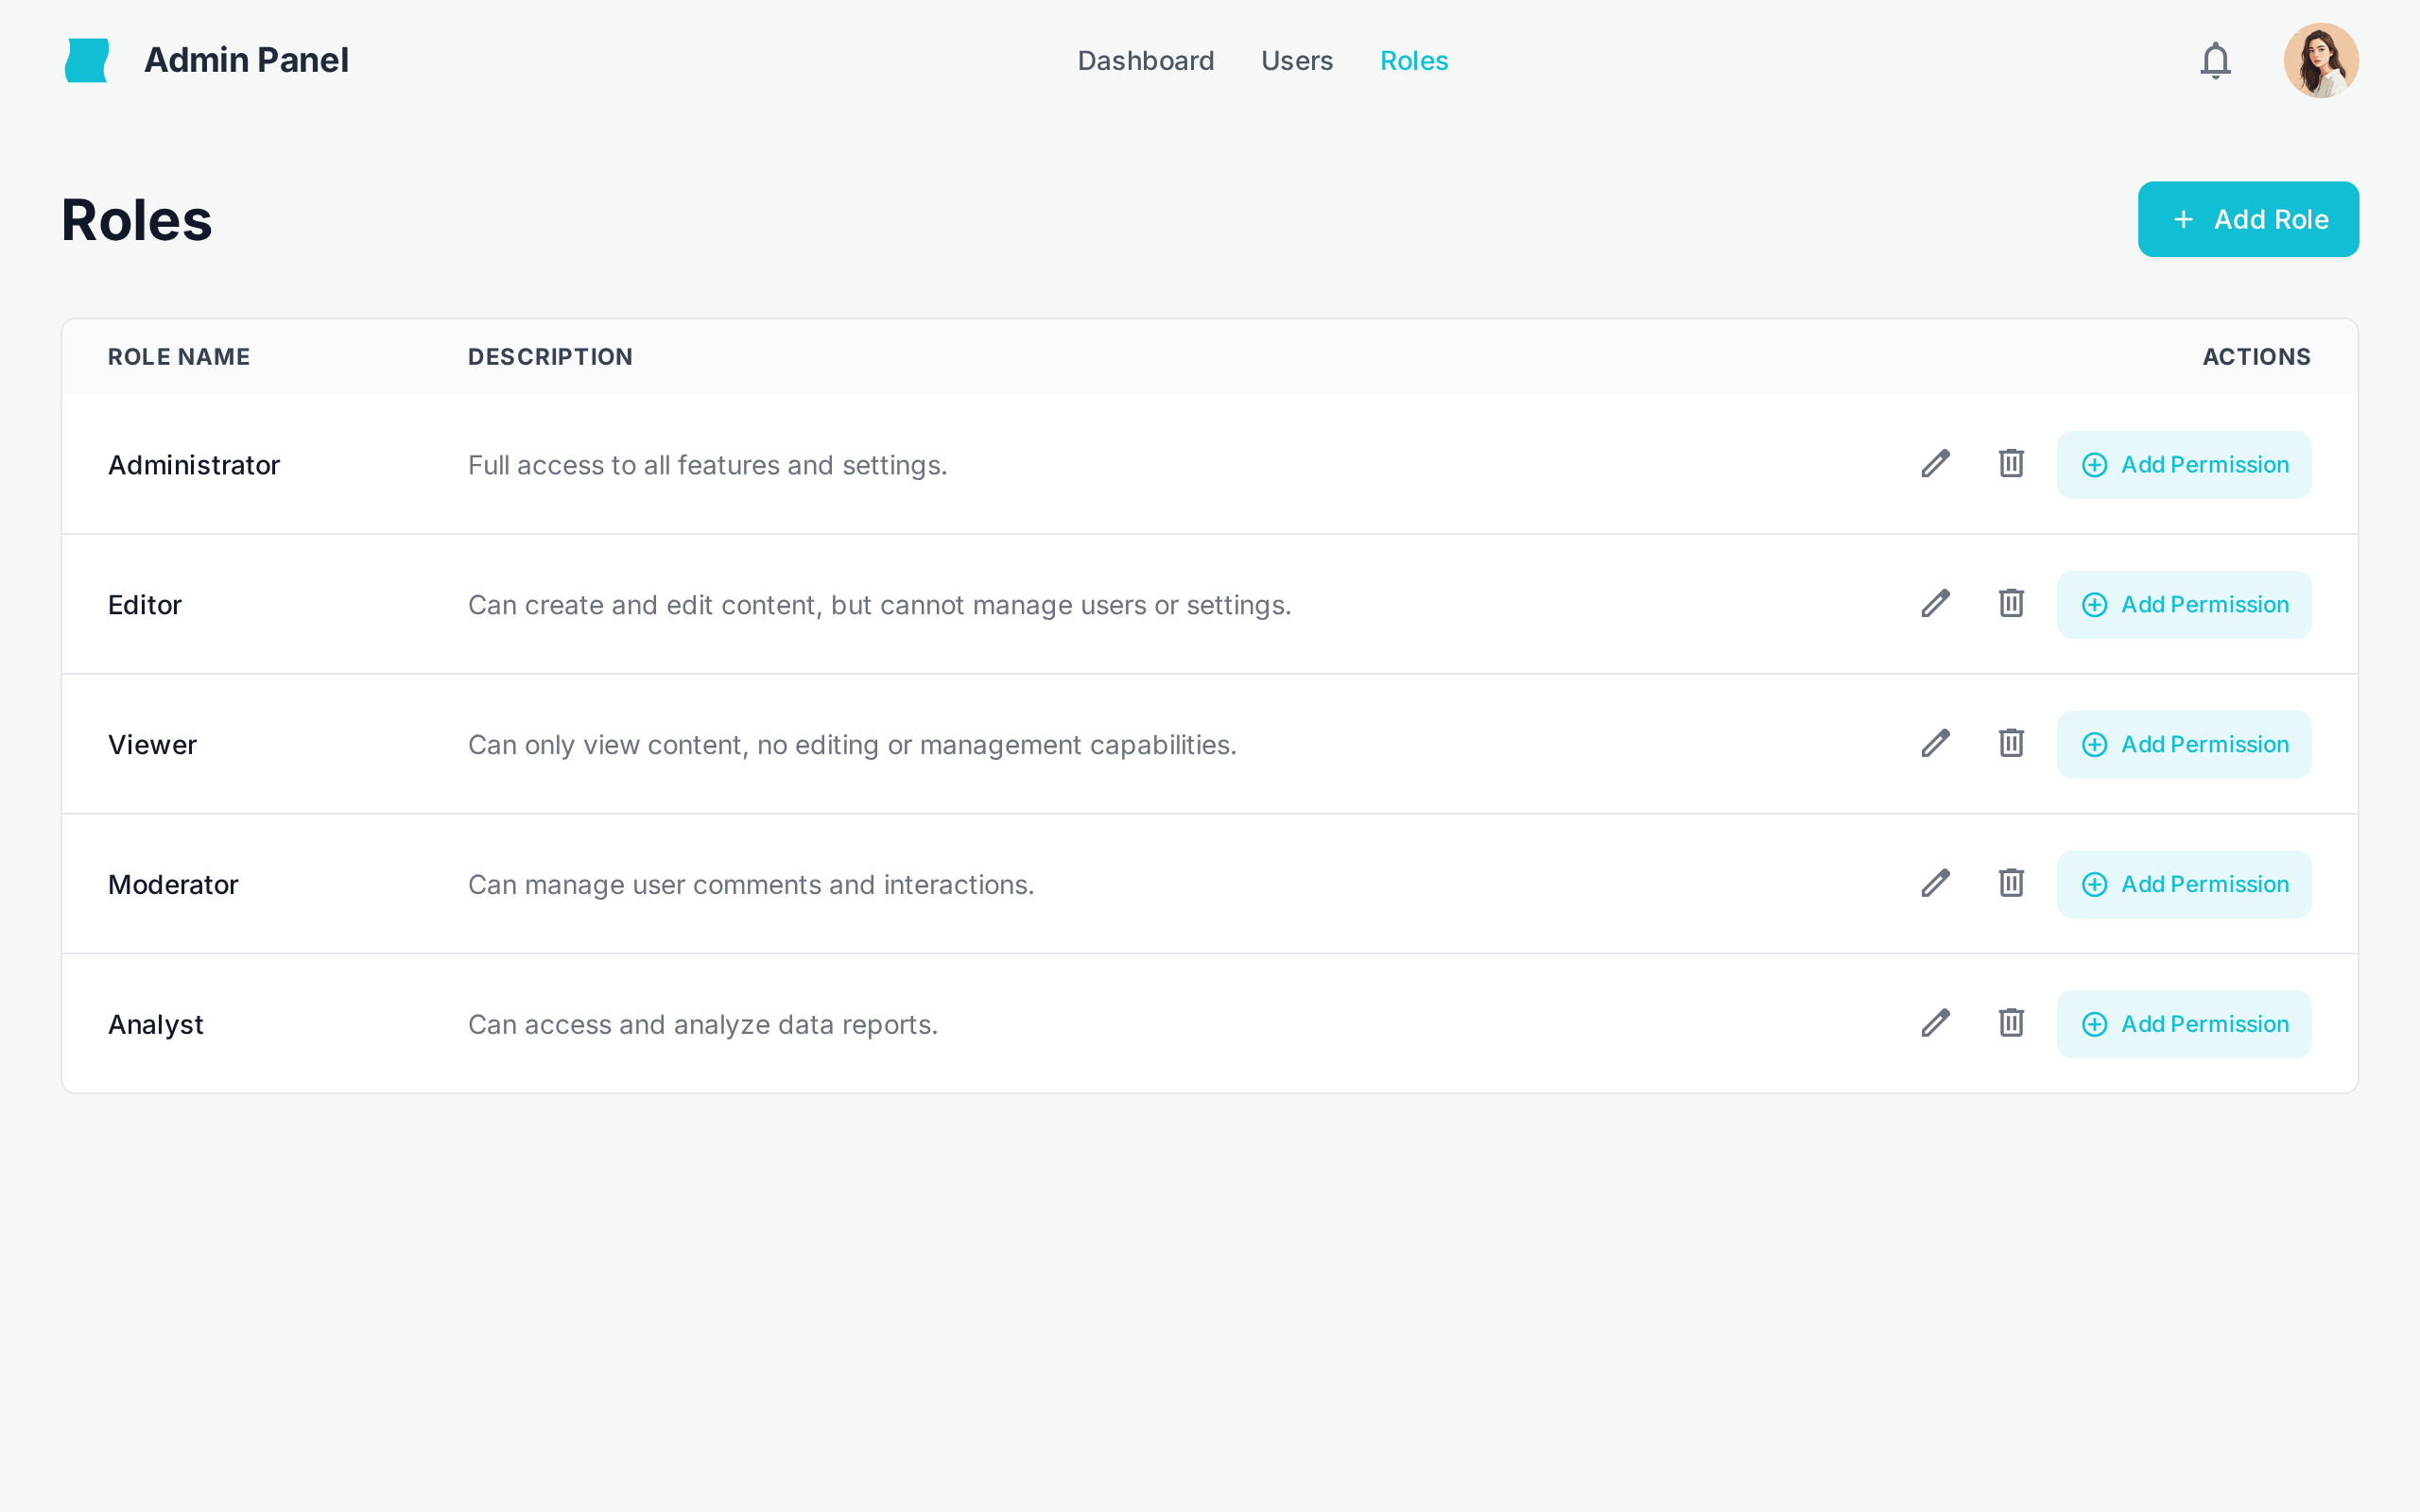 Admin Panel
Dashboard Users Roles
Roles
Add Role
ROLE NAME DESCRIPTION ACTIONS
Administrator Full access to all features and settings. Add Permission
Editor Can create and edit content, but cannot manage users or settings. Add Permission
Viewer Can only view content, no editing or management capabilities. Add Permission
Moderator Can manage user comments and interactions. Add Permission
Analyst Can access and analyze data reports. Add Permission